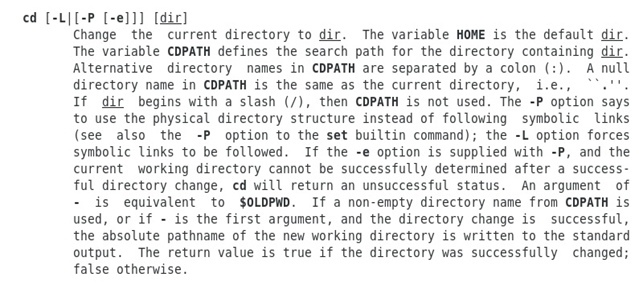 cd [-L|[-P [-e]]] [dir]
Change the current directory to dir. The variable HOME is the default dir.
The variable CDPATH defines the search path for the directory containing dir.
Alternative directory names in CDPATH are separated by a colon (:). A null
directory name in CDPATH is the same as the current directory, i.e., ``.''.
If dir begins with a slash (/), then CDPATH is not used. The -P option says
to use the physical directory structure instead of following symbolic links
(see also the -P option to the set builtin command); the -L option forces
symbolic links to be followed. If the -e option is supplied with -P, and the
current working directory cannot be successfully determined after a success-
ful directory change, cd will return an unsuccessful status. An argument of
- is equivalent to $OLDPWD. If a non-empty directory name from CDPATH is
used, or if - is the first argument, and the directory change is successful,
the absolute pathname of the new working directory is written to the standard
output. The return value is true if the directory was successfully changed;
false otherwise.